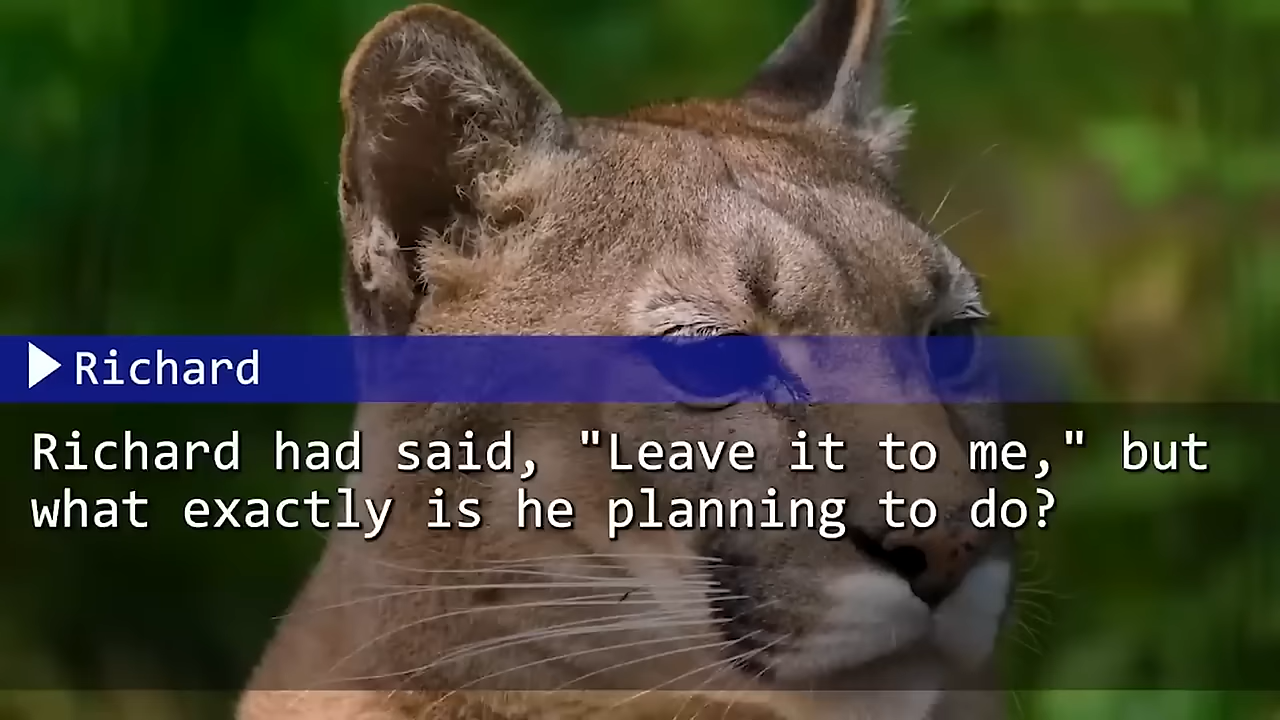 Richard
Richard had said, "Leave it to me," but
what exactly is he planning to do?